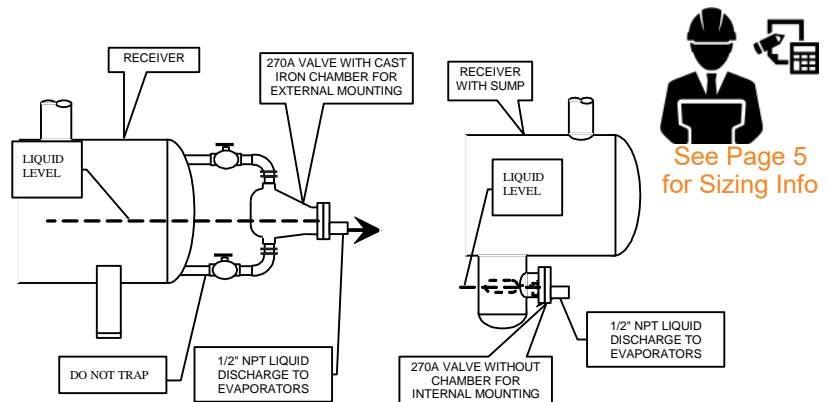 RECEIVER
270A VALVE WITH CAST
IRON CHAMBER FOR
EXTERNAL MOUNTING
LIQUID
LEVEL
DO NOT TRAP
1/2" NPT LIQUID
DISCHARGE TO
EVAPORATORS
RECEIVER
WITH SUMP
LIQUID
LEVEL
270A VALVE WITHOUT
CHAMBER FOR
INTERNAL MOUNTING
1/2" NPT LIQUID
DISCHARGE TO
EVAPORATORS
See Page 5
for Sizing Info